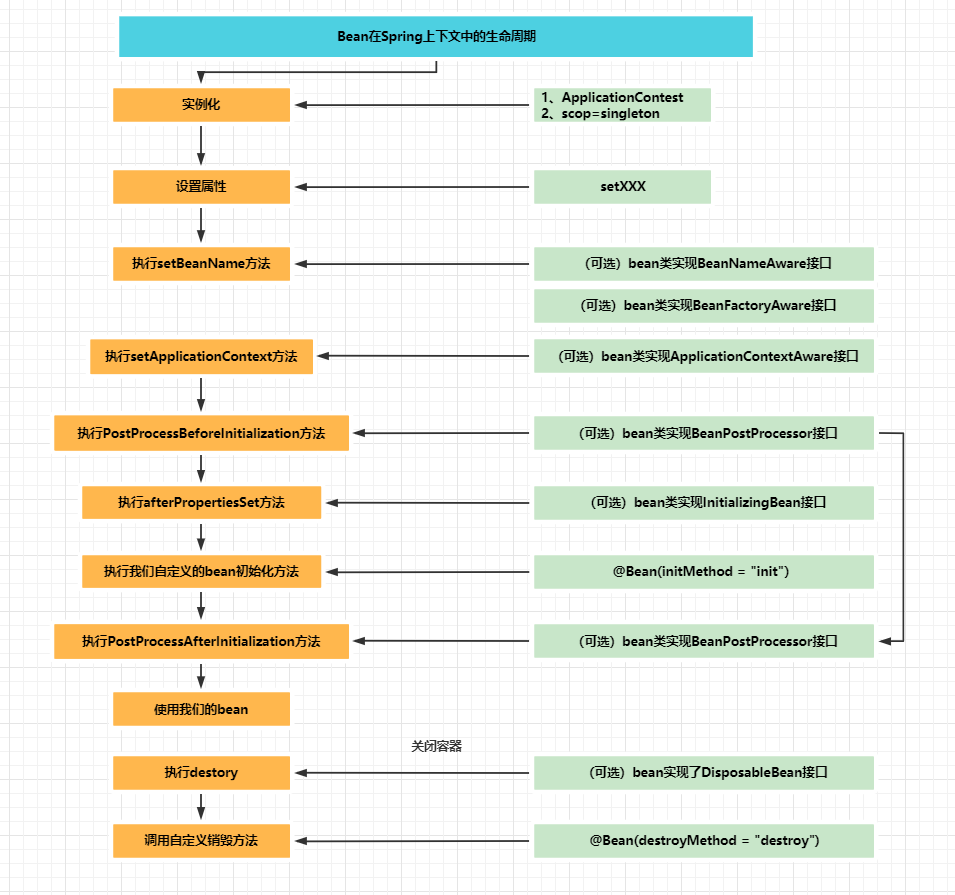 Bean在Spring上下文中的生命周期
实例化
1、ApplicationContest
2、scop=singleton
设置属性
setXXX
执行setBeanName方法
（可选）bean类实现BeanNameAware接口
（可选）bean类实现BeanFactoryAware接口
执行setApplicationContext方法
（可选）bean类实现ApplicationContextAware接口
执行PostProcessBeforeInitialization方法
（可选）bean类实现BeanPostProcessor接口
执行afterPropertiesSet方法
（可选）bean类实现InitializingBean接口
执行我们自定义的bean初始化方法
@Bean(initMethod = "init")
执行PostProcessAfterInitialization方法
（可选）bean类实现BeanPostProcessor接口
使用我们的bean
关闭容器
执行destory
（可选）bean实现了DisposableBean接口
调用自定义销毁方法
@Bean(destroyMethod = "destroy")